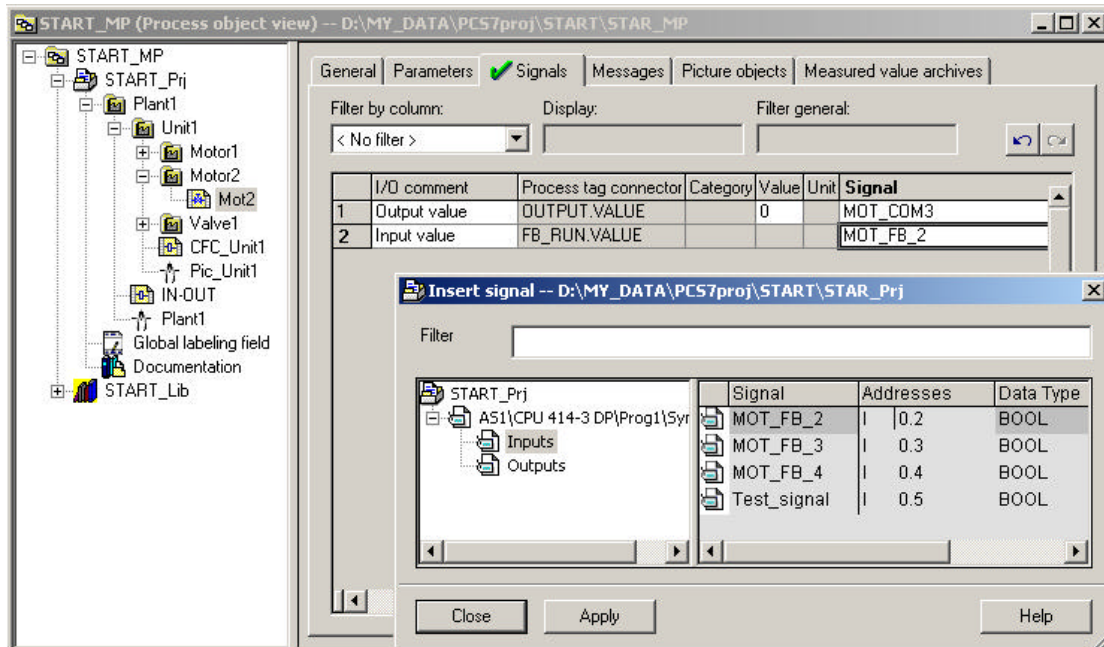 START_MP (Process object view) -- D:\MY_DATA\PCS7proj\START\STAR_MP
START_MP
START_Prj
Plant1
Unit1
Motor1
Motor2
Mot2
Valve1
CFC_Unit1
Pic_Unit1
IN-OUT
Plant1
Global labeling field
Documentation
START_Lib
General Parameters Signals Messages Picture objects Measured value archives
Filter by column: Display: Filter general:
< No filter >
I/O comment Process tag connector Category Value Unit Signal
1 Output value OUTPUT.VALUE 0 MOT_COM3
2 Input value FB_RUN.VALUE MOT_FB_2
Insert signal -- D:\MY_DATA\PCS7proj\START\STAR_Prj
Filter
START_Prj
AS1\CPU 414-3 DP\Prog1\Syr
Inputs
Outputs
Signal Addresses Data Type
MOT_FB_2 I 0.2 BOOL
MOT_FB_3 I 0.3 BOOL
MOT_FB_4 I 0.4 BOOL
Test_signal I 0.5 BOOL
Close Apply Help